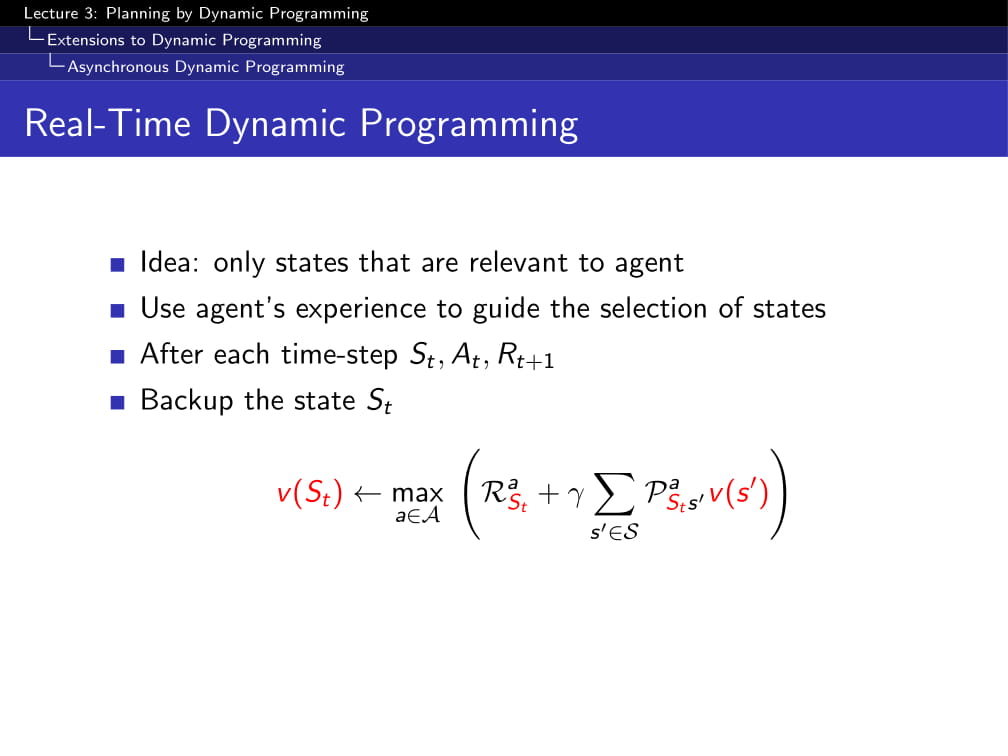 Lecture 3: Planning by Dynamic Programming
Extensions to Dynamic Programming
Asynchronous Dynamic Programming
Real-Time Dynamic Programming
Idea: only states that are relevant to agent
Use agent's experience to guide the selection of states
After each time-step $S_t, A_t, R_{t+1}$
Backup the state $S_t$
$v(S_t) \leftarrow \max_{a \in \mathcal{A}} \left( \mathcal{R}^a_{S_t} + \gamma \sum_{s' \in \mathcal{S}} \mathcal{P}^a_{S_t s'} v(s') \right)$